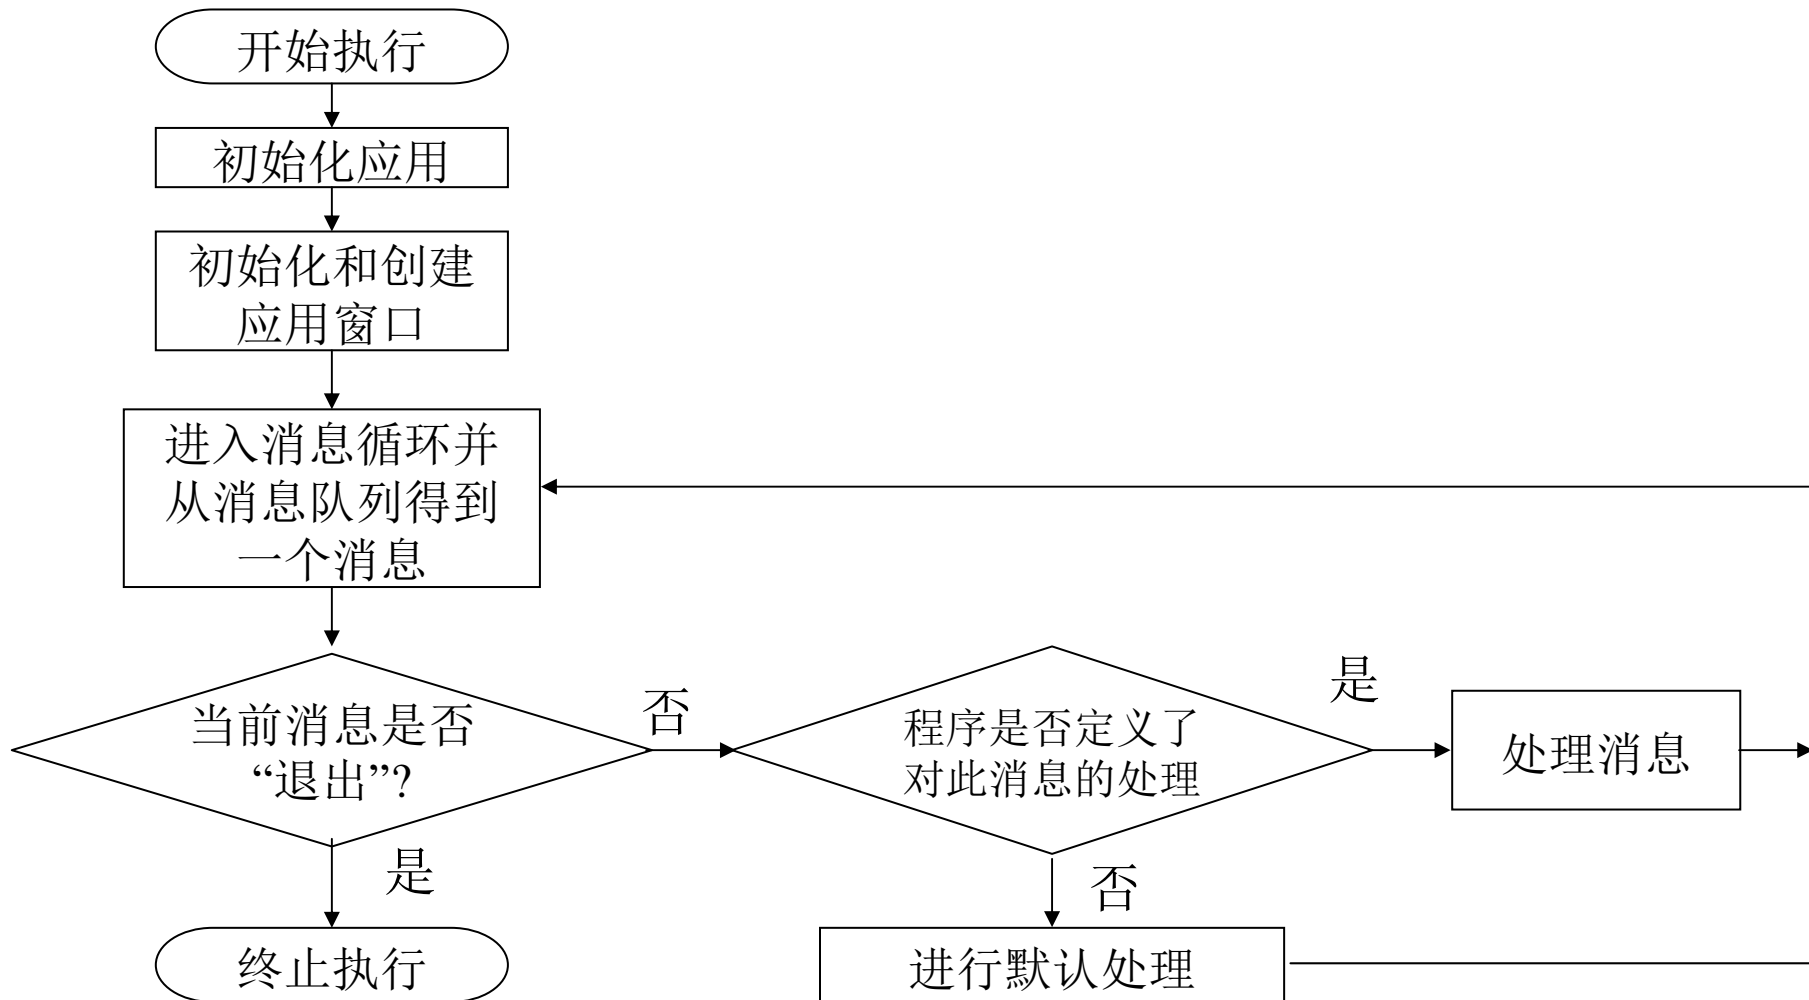 开始执行
初始化应用
初始化和创建
应用窗口
进入消息循环并
从消息队列得到
一个消息
当前消息是否
“退出”?
否
程序是否定义了
对此消息的处理
是
处理消息
是
否
终止执行
进行默认处理